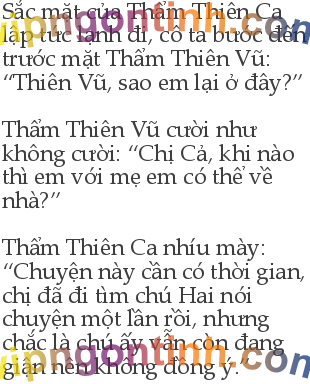 Sắc mặt của Thẩm Thiên Ca
lập tức lạnh đi, cô ta bước đến
trước mặt Thẩm Thiên Vũ:
“Thiên Vũ, sao em lại ở đây?”
Thẩm Thiên Vũ cười như
không cười: “Chị Cả, khi nào
thì em với mẹ em có thể về
nhà?”
Thẩm Thiên Ca nhíu mày:
“Chuyện này cần có thời gian,
chị đã đi tìm chú Hai nói
chuyện một lần rồi, nhưng
chắc là chú ấy vẫn còn đang
giận nên không đồng ý.”
vipngontinh.com
vipngontinh.com